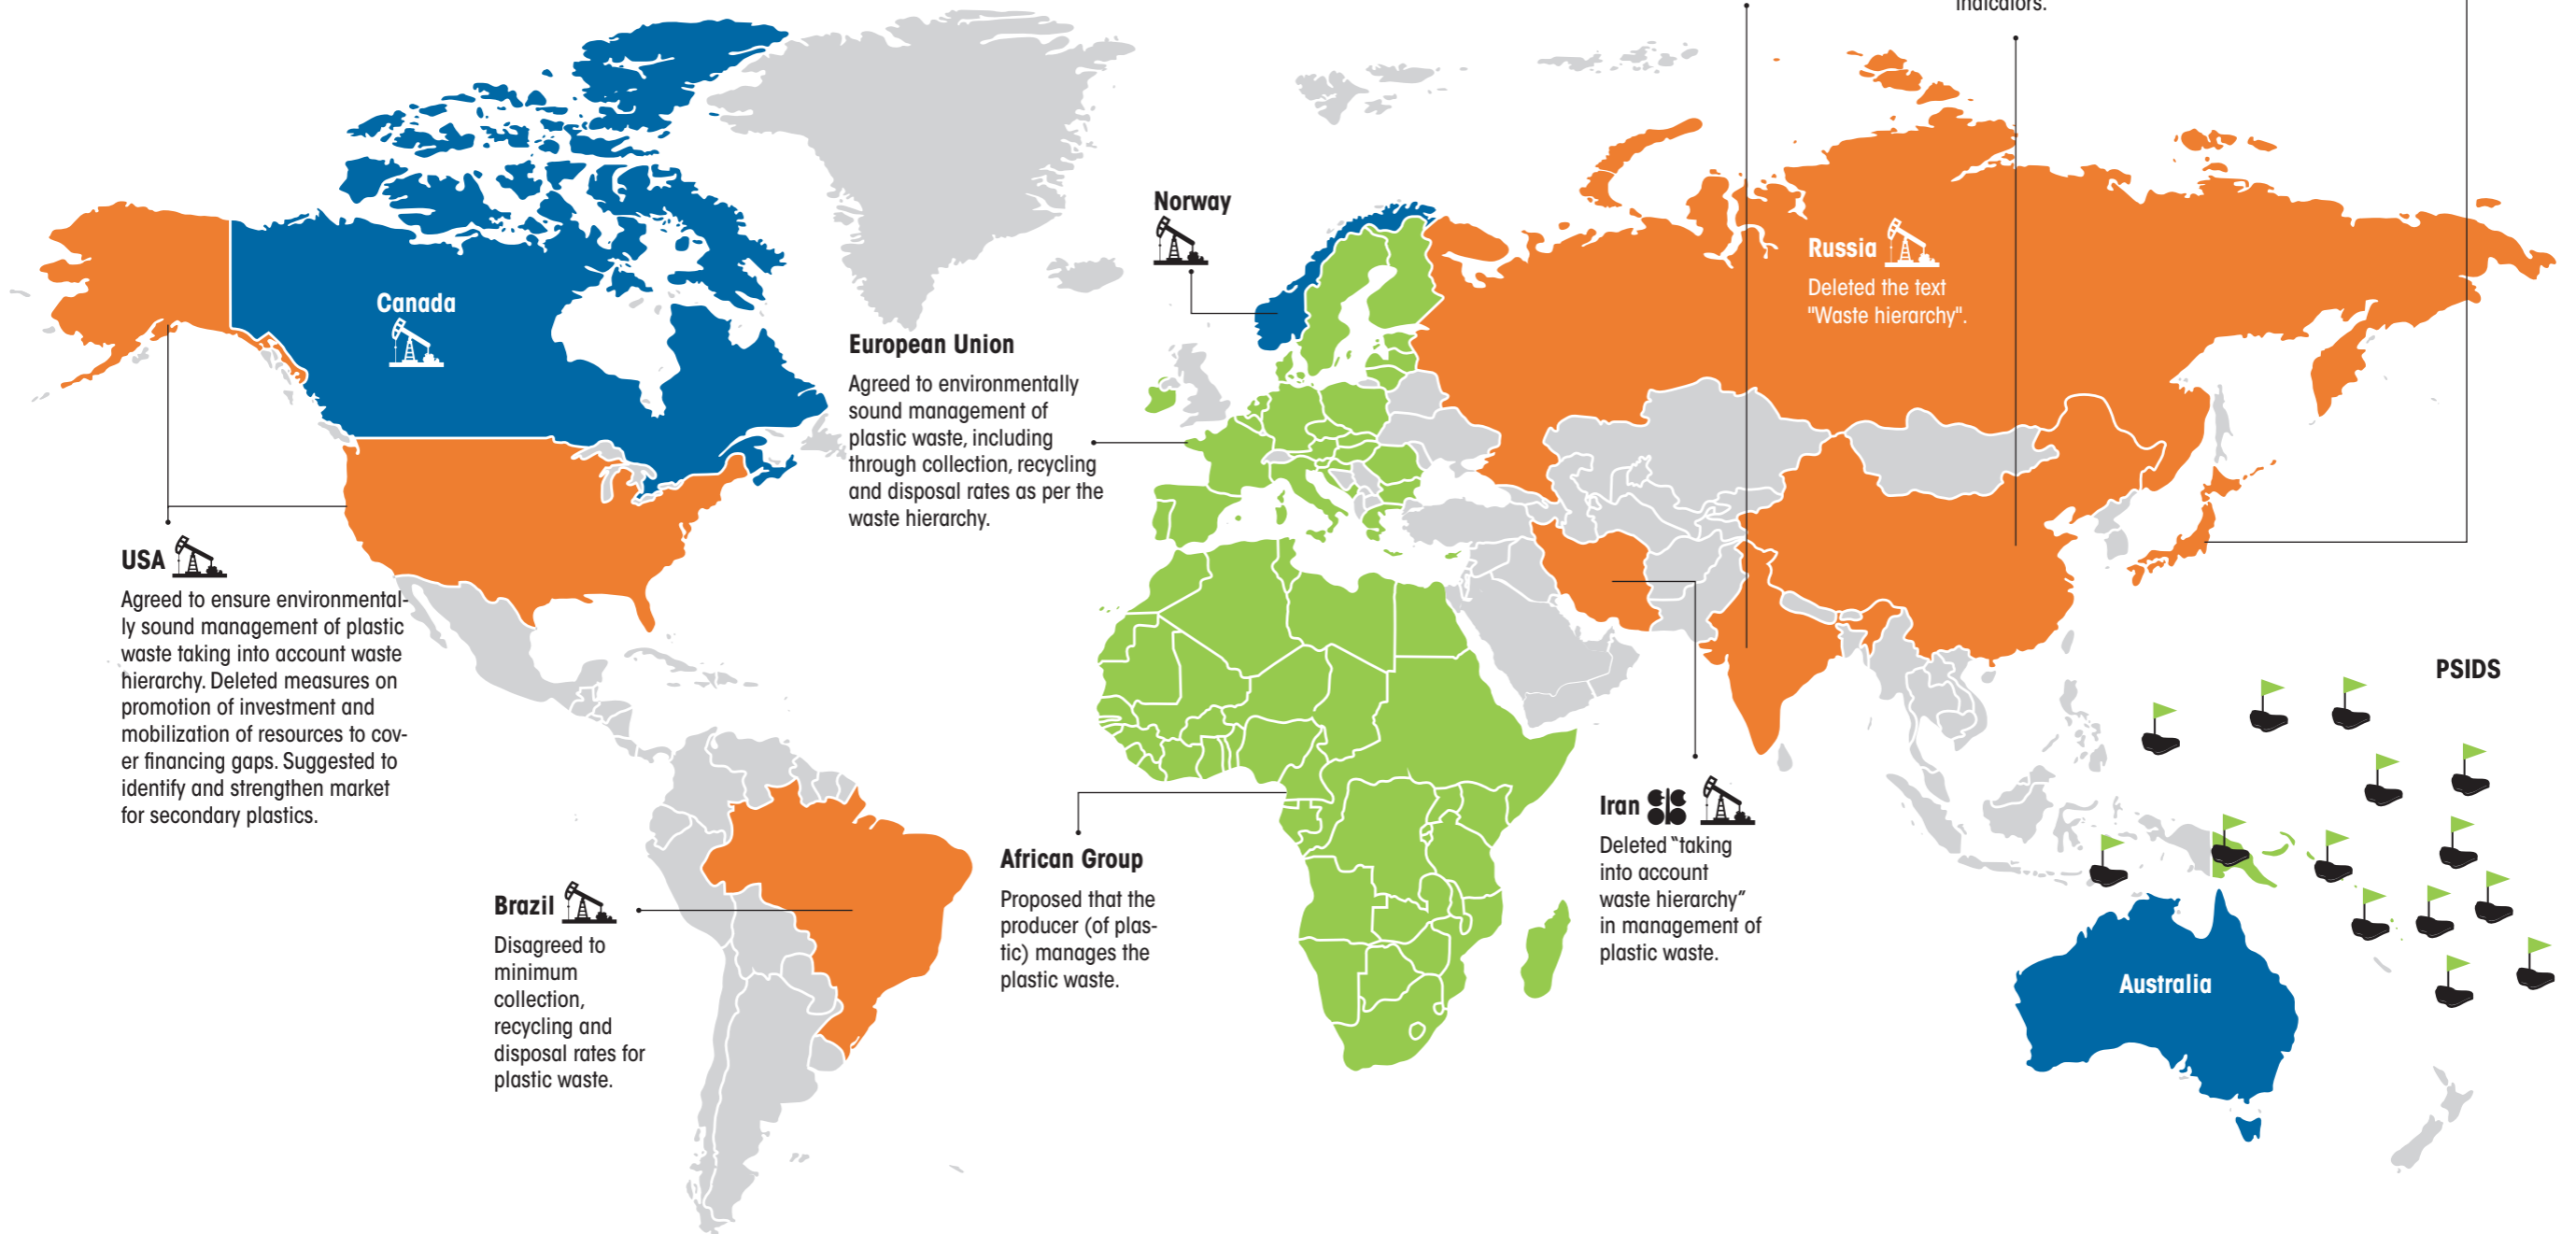 indicators.
Norway
Russia
Deleted the text
"Waste hierarchy".
Canada
European Union
Agreed to environmentally
sound management of
plastic waste, including
through collection, recycling
and disposal rates as per the
waste hierarchy.
USA
Agreed to ensure environmental-
ly sound management of plastic
waste taking into account waste
hierarchy. Deleted measures on
promotion of investment and
mobilization of resources to cov-
er financing gaps. Suggested to
identify and strengthen market
for secondary plastics.
PSIDS
Iran
Deleted “taking
into account
waste hierarchy”
in management of
plastic waste.
African Group
Proposed that the
producer (of plas-
tic) manages the
plastic waste.
Brazil
Disagreed to
minimum
collection,
recycling and
disposal rates for
plastic waste.
Australia